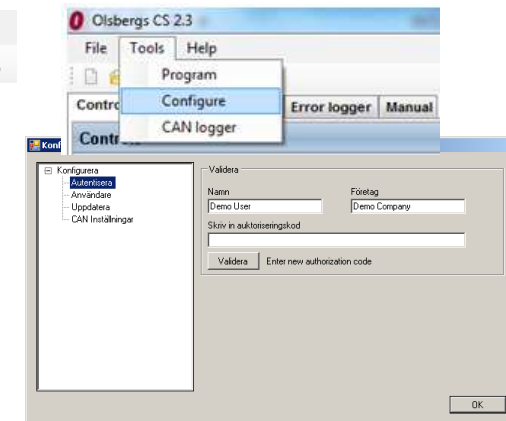 Olsbergs CS 2.3
File Tools Help
Program
Configure
CAN logger
Contro
Error logger Manual
Contr
Konf
Konfigurera
Autentisera
Användare
Uppdatera
CAN Inställningar
Validera
Namn
Företag
Demo User
Demo Company
Skriv in auktoriseringskod
Validera
Enter new authorization code
OK